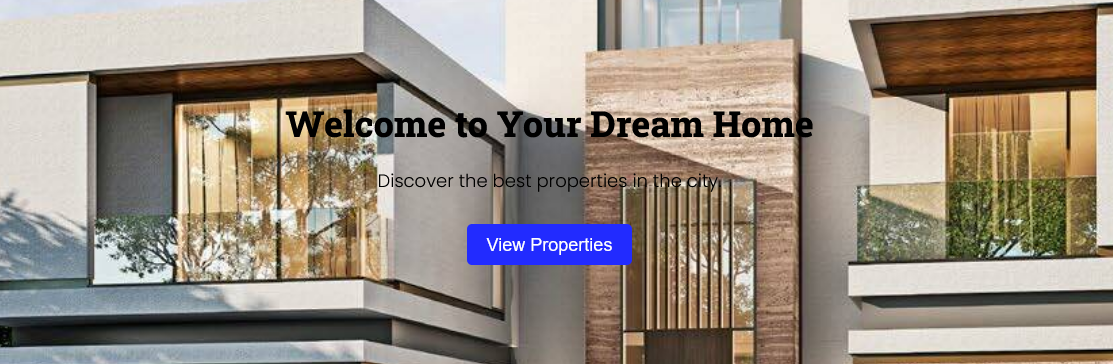 Welcome to Your Dream Home
Discover the best properties in the city.
View Properties